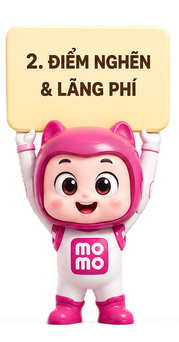 2. ĐIỂM NGHẼN
& LÃNG PHÍ
mo
mo